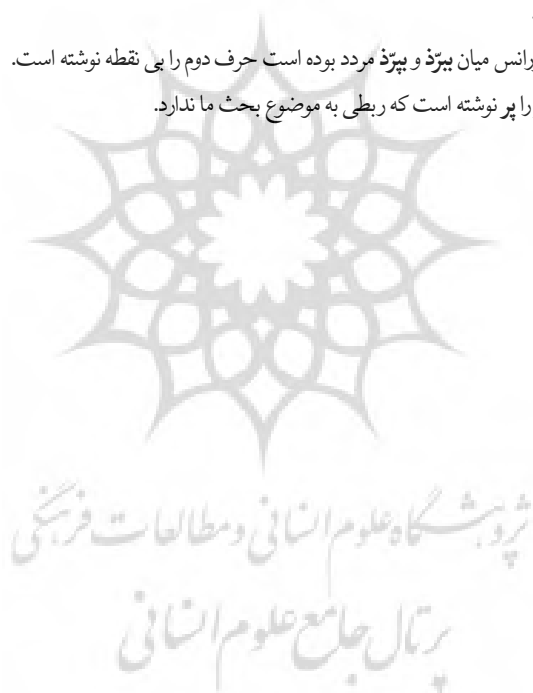 رانس میان ببرّذ و بپرّذ مردد بوده است حرف دوم را بی نقطه نوشته است.
را پر نوشته است که ربطی به موضوع بحث ما ندارد.
پژوهشگاه علوم انسانی و مطالعات فرهنگی
پرتال جامع علوم انسانی